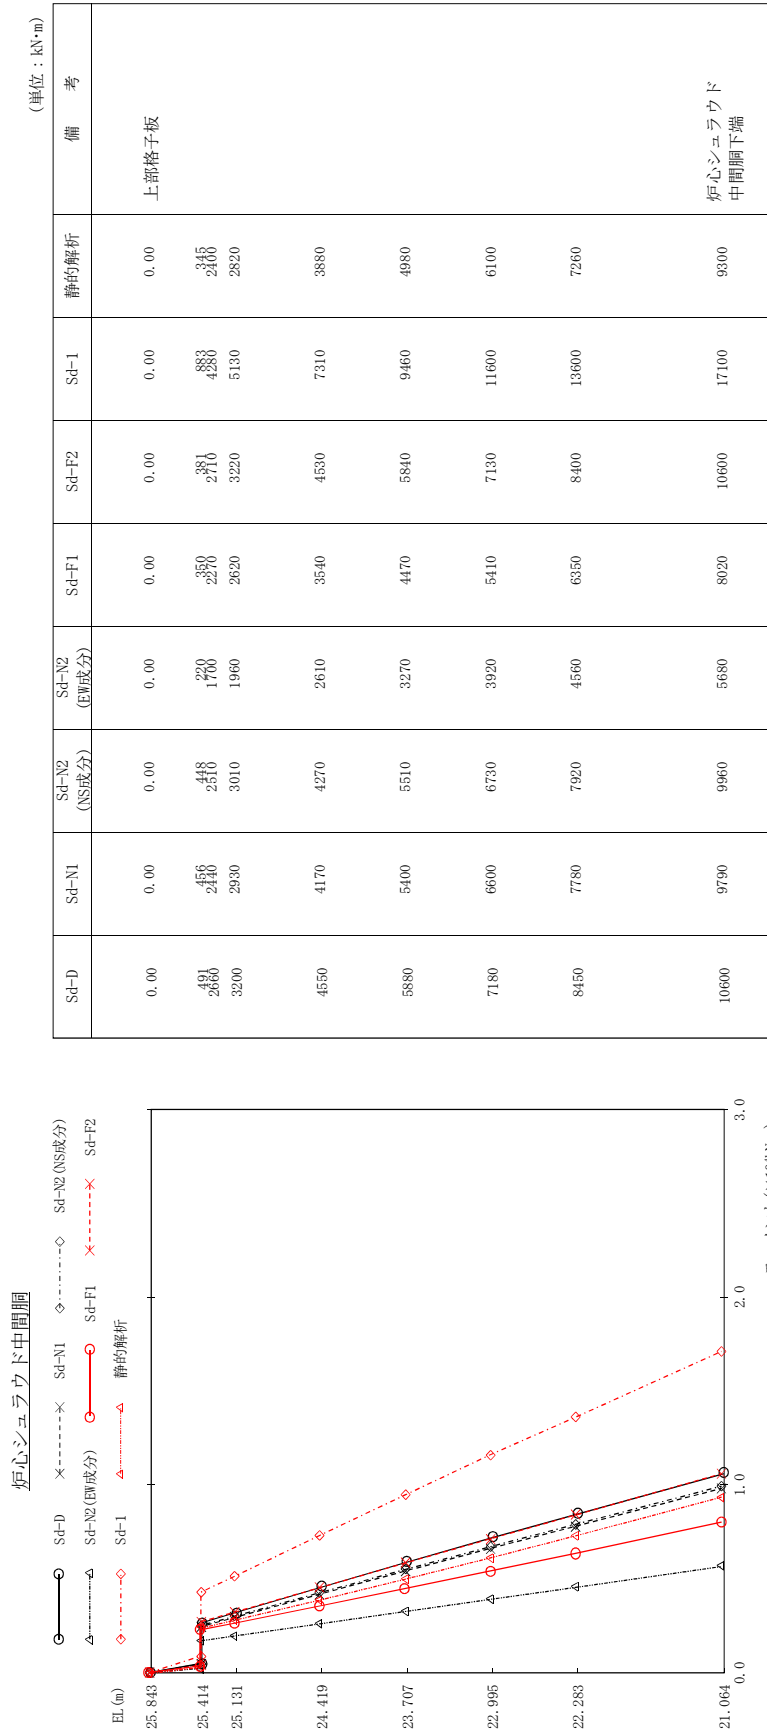 炉心シュラウド中間胴
Sd-D
Sd-N1
Sd-N2(NS成分)
Sd-N2(EW成分)
Sd-F1
Sd-F2
Sd-1
静的解析
EL(m)
25.843
25.414
25.131
24.419
23.707
22.995
22.283
21.064
0.0 1.0 2.0 3.0
(単位：kN・m)
Sd-D Sd-N1 Sd-N2(NS成分) Sd-N2(EW成分) Sd-F1 Sd-F2 Sd-1 静的解析 備 考
0.00 0.00 0.00 0.00 0.00 0.00 0.00 0.00 上部格子板
491 456 448 220 350 381 883 345
2660 2440 2510 1700 2270 2710 4280 2400
3200 2930 3010 1960 2620 3220 5130 2820
4550 4170 4270 2610 3540 4530 7310 3880
5880 5400 5510 3270 4470 5840 9460 4980
7180 6600 6730 3920 5410 7130 11600 6100
8450 7780 7920 4560 6350 8400 13600 7260
10600 9790 9960 5680 8020 10600 17100 9300 炉心シュラウド
中間胴下端